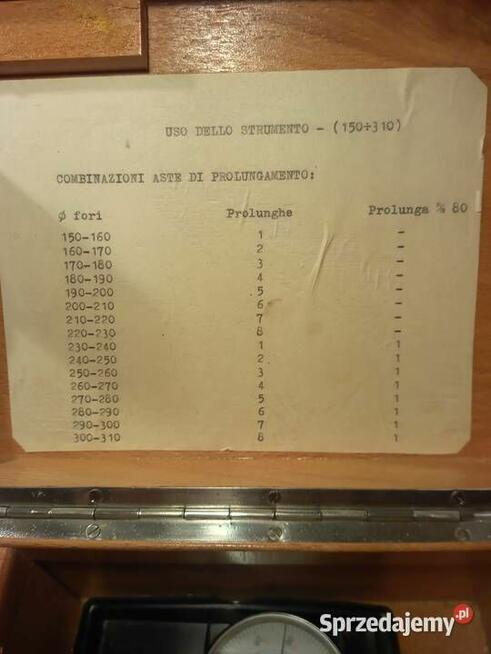 USO DELLO STRUMENTO - (150÷310)
COMBINAZIONI ASTE DI PROLUNGAMENTO:
Ø fori Prolunghe Prolunga % 80
150-160 1 -
160-170 2 -
170-180 3 -
180-190 4 -
190-200 5 -
200-210 6 -
210-220 7 -
220-230 8 -
230-240 1 1
240-250 2 1
250-260 3 1
260-270 4 1
270-280 5 1
280-290 6 1
290-300 7 1
300-310 8 1
Sprzedajemy.pl